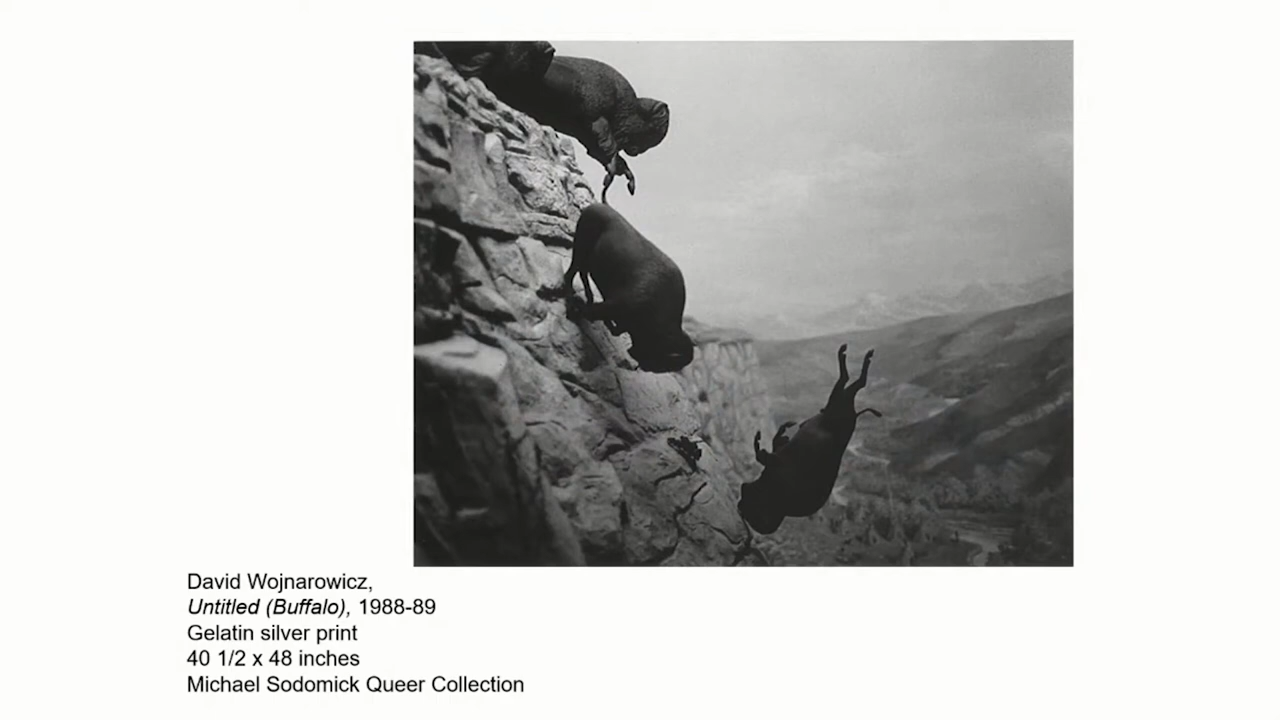 David Wojnarowicz,
Untitled (Buffalo), 1988-89
Gelatin silver print
40 1/2 x 48 inches
Michael Sodomick Queer Collection